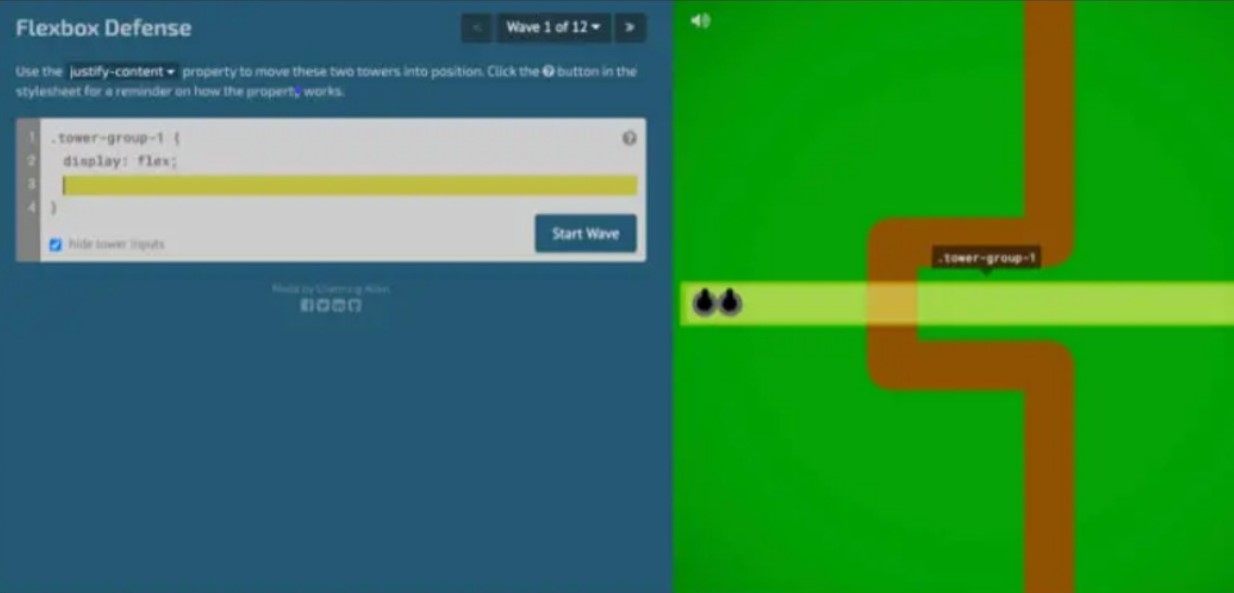 Flexbox Defense
< Wave 1 of 12 »
Use the justify-content property to move these two towers into position. Click the ? button in the
stylesheet for a reminder on how the property works.
1 .tower-group-1 {
2 display: flex;
3
4 }
hide tower inputs
Start Wave
Made by Channing Allen
.tower-group-1